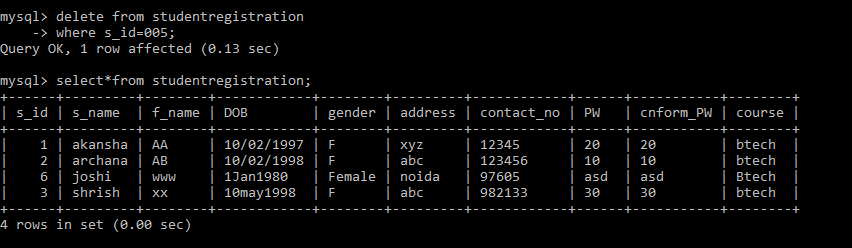 mysql> delete from studentregistration
    -> where s_id=005;
Query OK, 1 row affected (0.13 sec)
mysql> select*from studentregistration;
+------+---------+--------+------------+--------+---------+------------+------+-----------+--------+
| s_id | s_name  | f_name | DOB        | gender | address | contact_no | PW   | cnform_PW | course |
+------+---------+--------+------------+--------+---------+------------+------+-----------+--------+
|    1 | akansha | AA     | 10/02/1997 | F      | xyz     | 12345      | 20   | 20        | btech  |
|    2 | archana | AB     | 10/02/1998 | F      | abc     | 123456     | 10   | 10        | btech  |
|    6 | joshi   | www    | 1Jan1980   | Female | noida   | 97605      | asd  | asd       | Btech  |
|    3 | shrish  | xx     | 10may1998  | F      | abc     | 982133     | 30   | 30        | btech  |
+------+---------+--------+------------+--------+---------+------------+------+-----------+--------+
4 rows in set (0.00 sec)